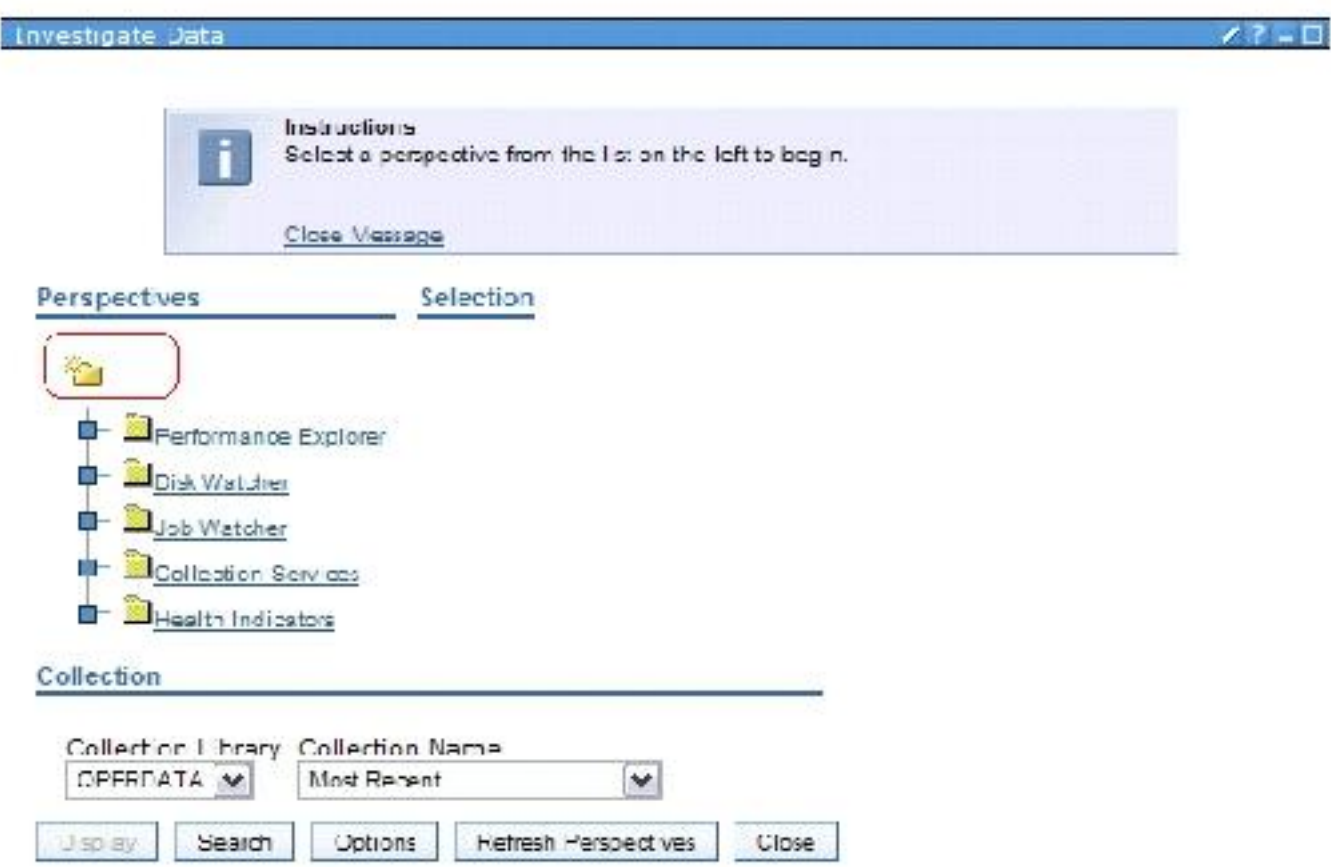 Investigate Data
Instructions
Select a perspective from the list on the left to begin.
Close Message
Perspectives
Selection
Performance Explorer
Disk Watcher
Job Watcher
Collection Services
Health Indicators
Collection
Collection Library Collection Name
QPFRDATA Most Recent
Display Search Options Refresh Perspectives Close